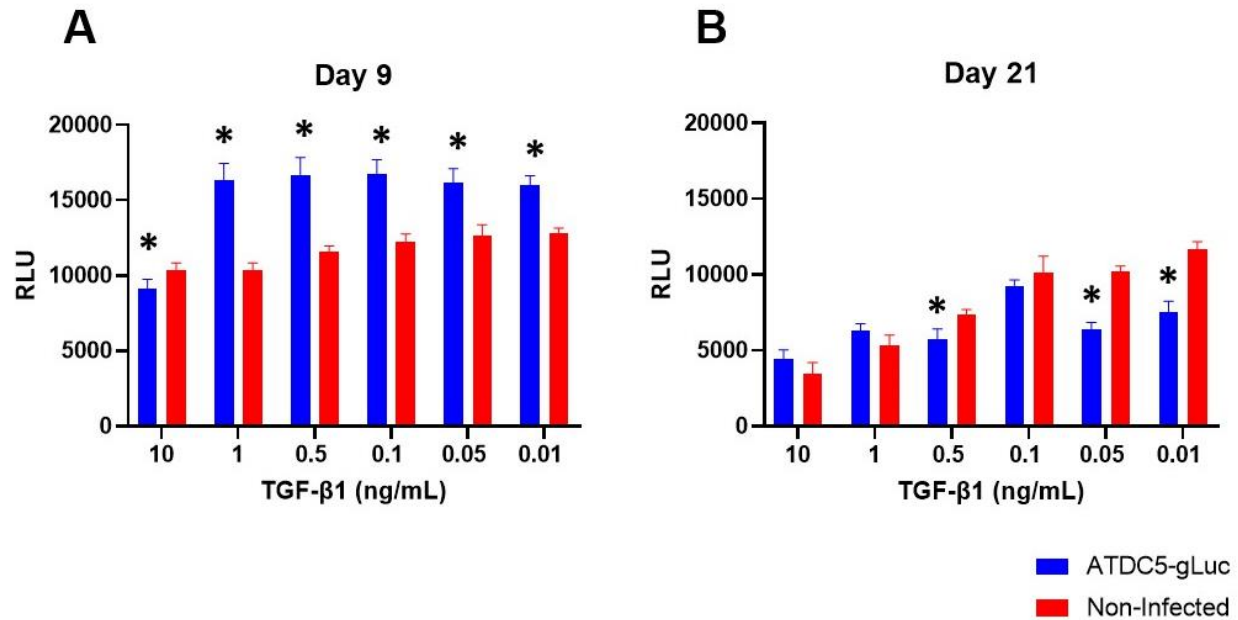 A
Day 9
20000
15000
10000
5000
0
RLU
* * * * * *
10 1 0.5 0.1 0.05 0.01
TGF-β1 (ng/mL)
B
Day 21
20000
15000
10000
5000
0
RLU
* * *
10 1 0.5 0.1 0.05 0.01
TGF-β1 (ng/mL)
ATDC5-gLuc
Non-Infected